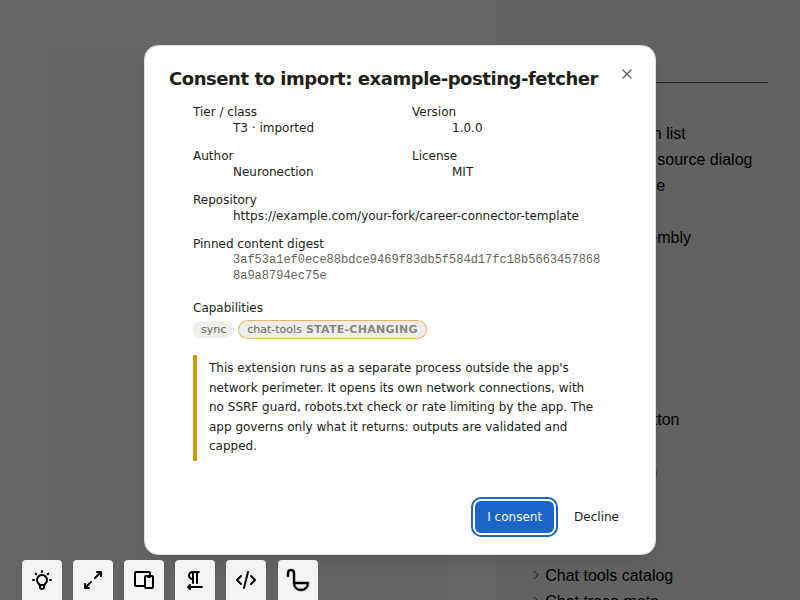 Consent to import: example-posting-fetcher
Tier / class
T3 · imported
Version
1.0.0
Author
Neuronection
License
MIT
Repository
https://example.com/your-fork/career-connector-template
Pinned content digest
3af53a1ef0ece88bdce9469f83db5f584d17fc18b5663457868
8a9a8794ec75e
Capabilities
sync
chat-tools STATE-CHANGING
This extension runs as a separate process outside the app's
network perimeter. It opens its own network connections, with
no SSRF guard, robots.txt check or rate limiting by the app. The
app governs only what it returns: outputs are validated and
capped.
I consent
Decline
list
source dialog
Chat tools catalog